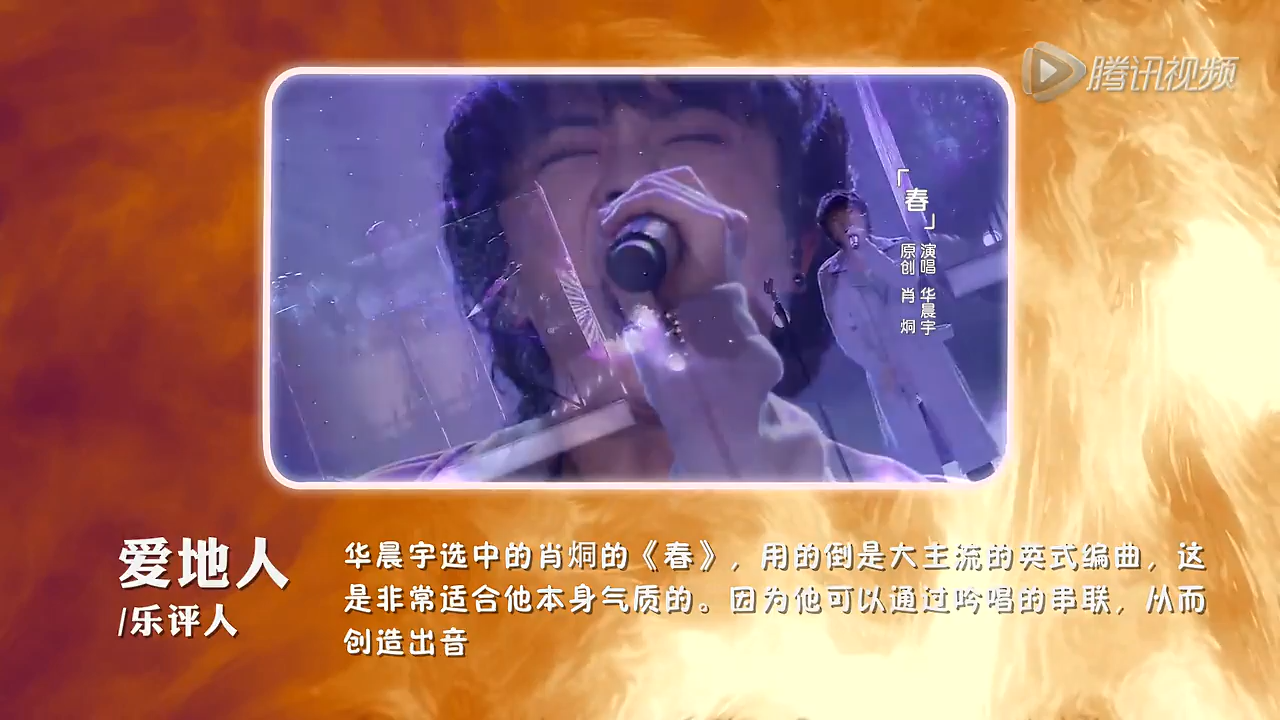 腾讯视频
「春」
演唱 华晨宇
原创 肖炯
爱地人
/乐评人
华晨宇选中的肖炯的《春》，用的倒是大主流的英式编曲，这
是非常适合他本身气质的。因为他可以通过吟唱的串联，从而
创造出音